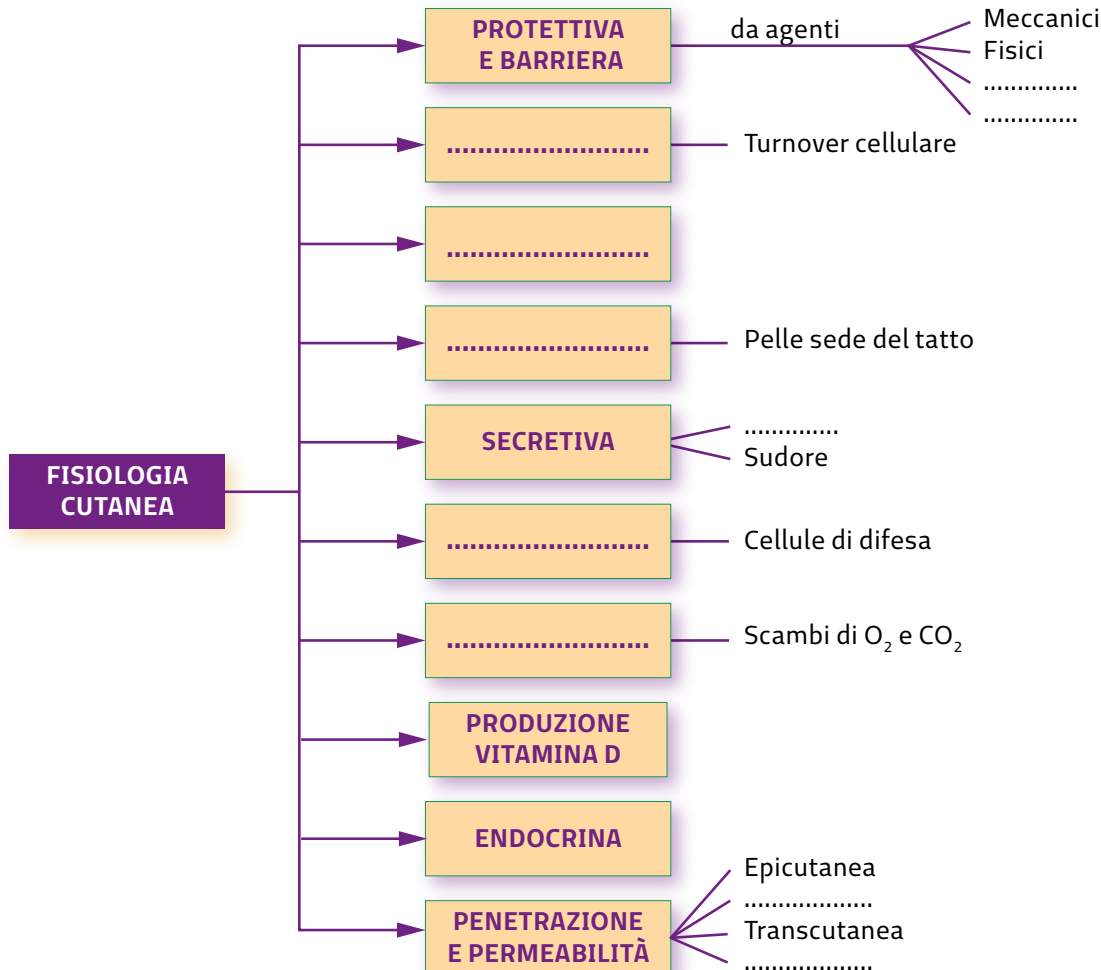 PROTETTIVA
E BARRIERA
da agenti
Meccanici
Fisici
..............
..............
..........................
Turnover cellulare
..........................
..........................
Pelle sede del tatto
SECRETIVA
..............
Sudore
FISIOLOGIA
CUTANEA
..........................
Cellule di difesa
..........................
Scambi di O₂ e CO₂
PRODUZIONE
VITAMINA D
ENDOCRINA
PENETRAZIONE
E PERMEABILITÀ
Epicutanea
...................
Transcutanea
...................